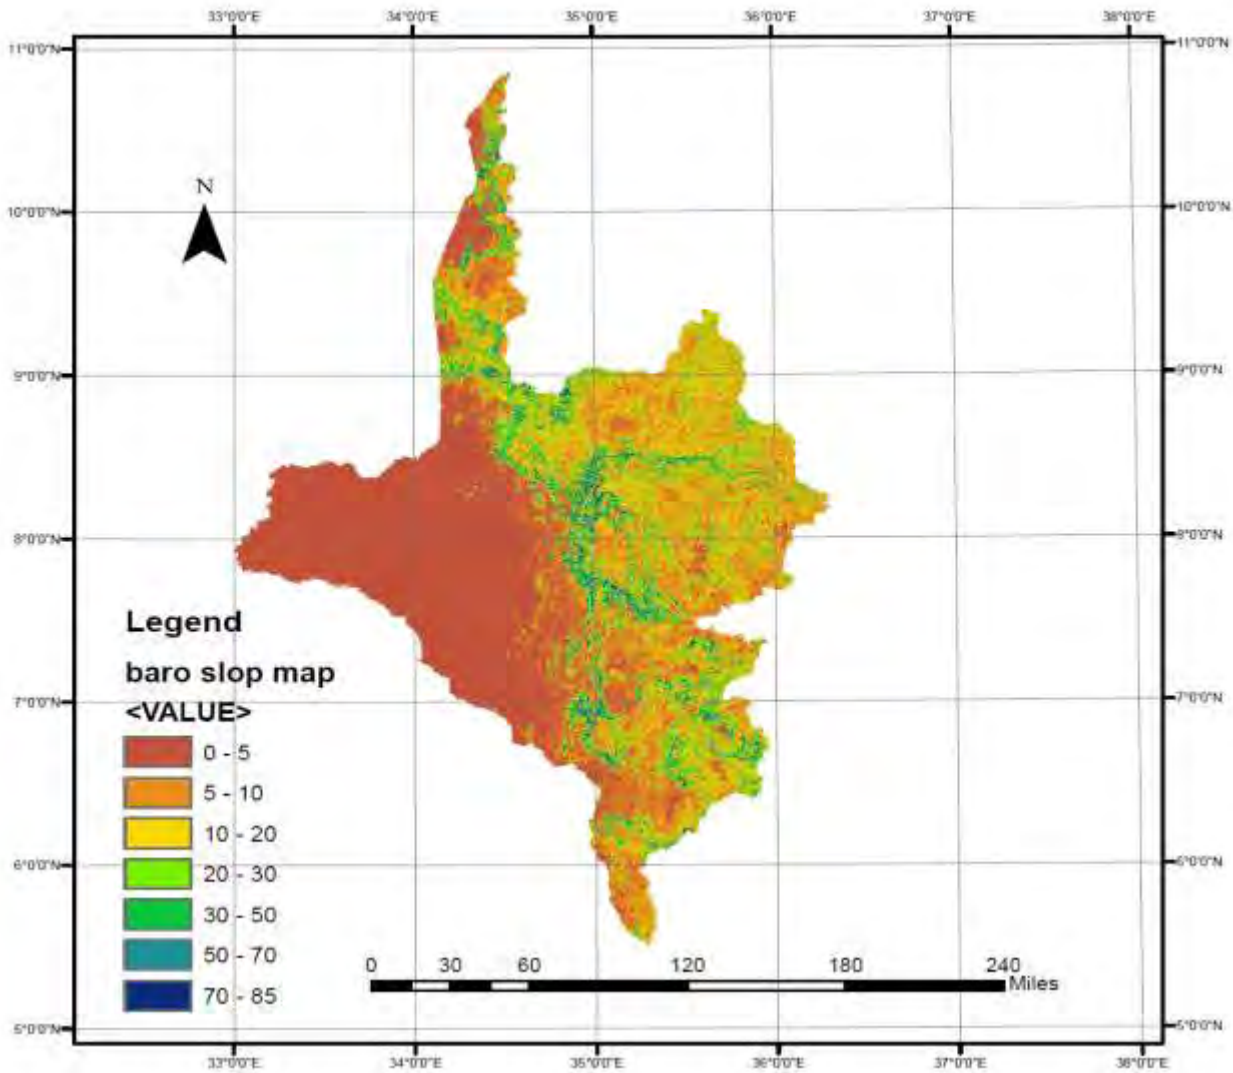 33°0'0"E 34°0'0"E 35°0'0"E 36°0'0"E 37°0'0"E 38°0'0"E
11°0'0"N 11°0'0"N
N
10°0'0"N 10°0'0"N
9°0'0"N 9°0'0"N
8°0'0"N 8°0'0"N
Legend
baro slop map
7°0'0"N 7°0'0"N
<VALUE>
0 - 5
5 - 10
10 - 20
6°0'0"N 6°0'0"N
20 - 30
30 - 50
50 - 70
70 - 85
0 30 60 120 180 240
Miles
5°0'0"N 5°0'0"N
33°0'0"E 34°0'0"E 35°0'0"E 36°0'0"E 37°0'0"E 38°0'0"E